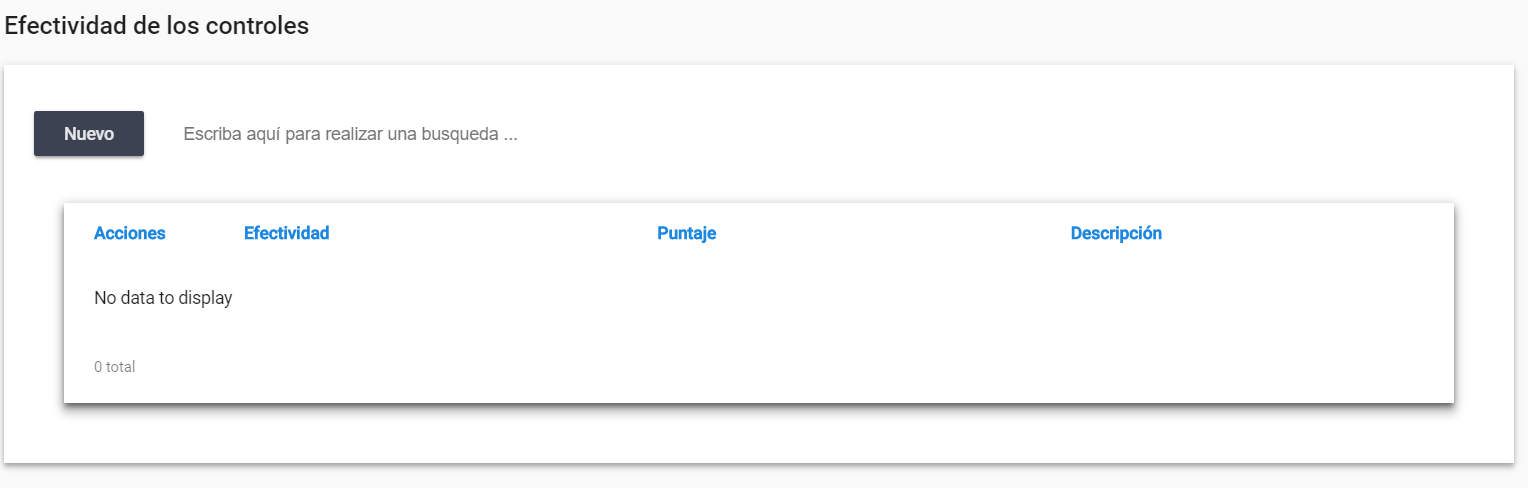 Efectividad de los controles
Nuevo
Escriba aquí para realizar una busqueda ...
Acciones Efectividad Puntaje Descripción
No data to display
0 total